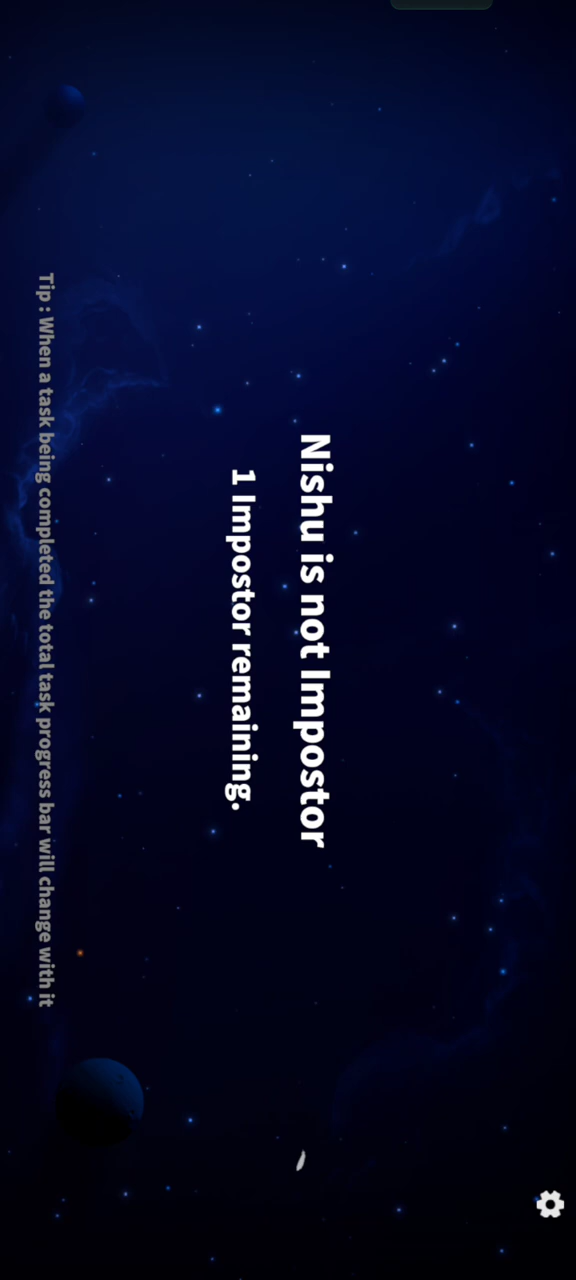 Nishu is not Impostor
1 Impostor remaining.
Tip : When a task being completed the total task progress bar will change with it